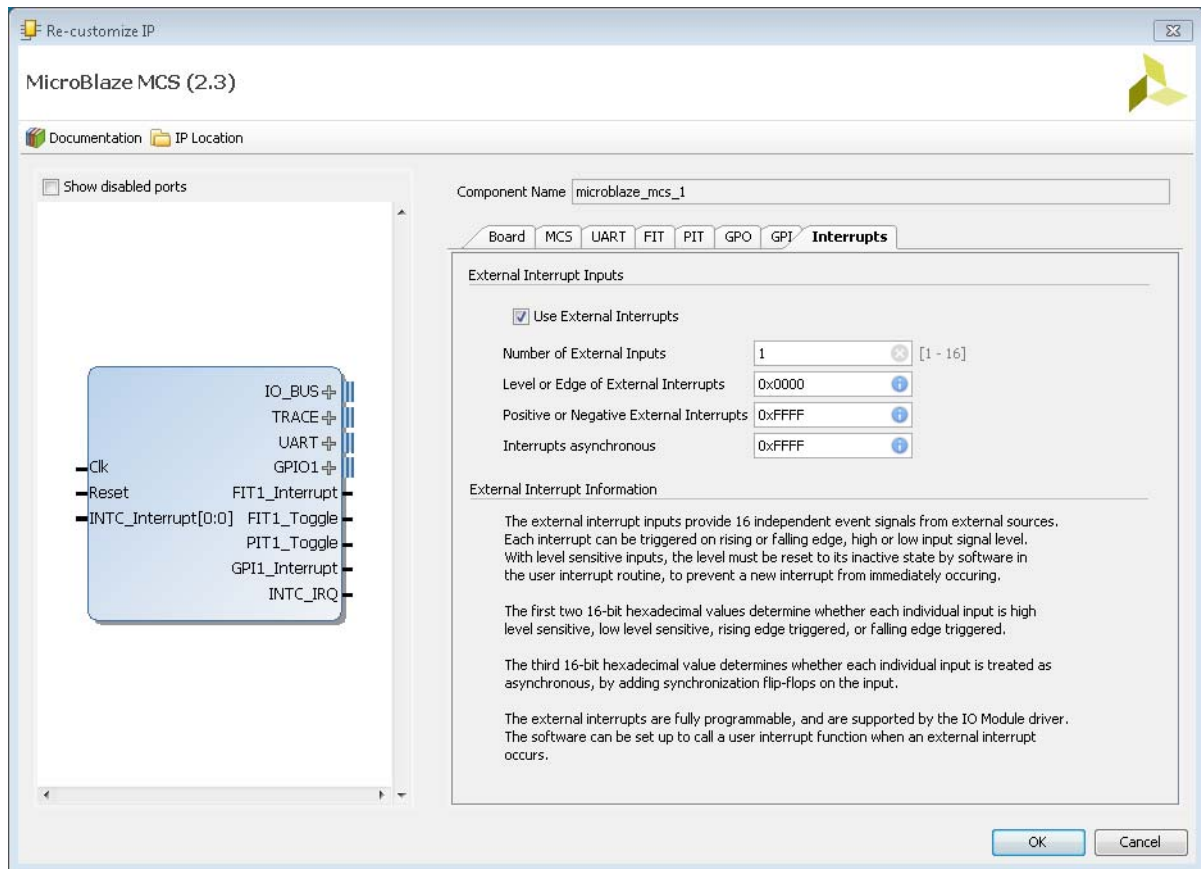 Re-customize IP
MicroBlaze MCS (2.3)
Documentation IP Location
Show disabled ports
IO_BUS
TRACE
UART
Clk GPIO1
Reset FIT1_Interrupt
INTC_Interrupt[0:0] FIT1_Toggle
PIT1_Toggle
GPI1_Interrupt
INTC_IRQ
Component Name microblaze_mcs_1
Board MCS UART FIT PIT GPO GPI Interrupts
External Interrupt Inputs
Use External Interrupts
Number of External Inputs 1 [1 - 16]
Level or Edge of External Interrupts 0x0000
Positive or Negative External Interrupts 0xFFFF
Interrupts asynchronous 0xFFFF
External Interrupt Information
The external interrupt inputs provide 16 independent event signals from external sources.
Each interrupt can be triggered on rising or falling edge, high or low input signal level.
With level sensitive inputs, the level must be reset to its inactive state by software in
the user interrupt routine, to prevent a new interrupt from immediately occuring.
The first two 16-bit hexadecimal values determine whether each individual input is high
level sensitive, low level sensitive, rising edge triggered, or falling edge triggered.
The third 16-bit hexadecimal value determines whether each individual input is treated as
asynchronous, by adding synchronization flip-flops on the input.
The external interrupts are fully programmable, and are supported by the IO Module driver.
The software can be set up to call a user interrupt function when an external interrupt
occurs.
OK Cancel